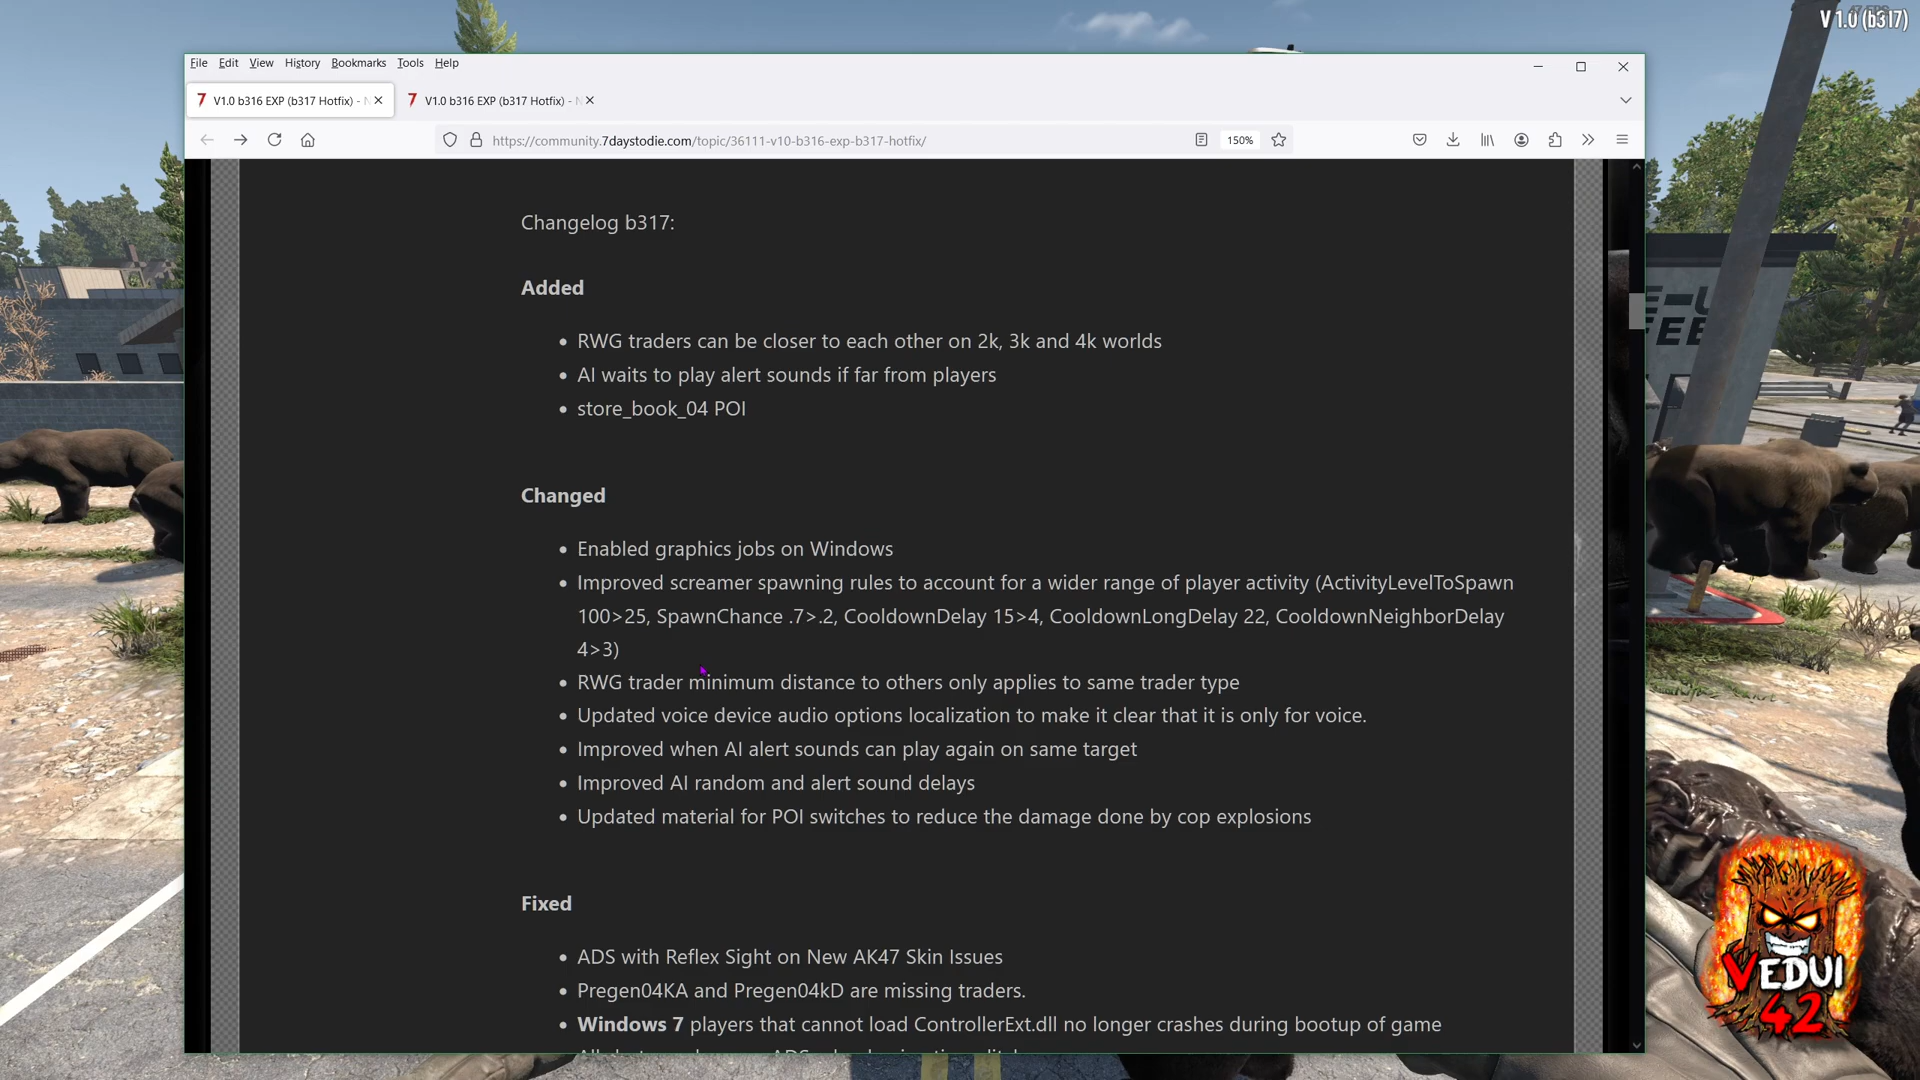 V 1.0 (b317)
File Edit View History Bookmarks Tools Help
V1.0 b316 EXP (b317 Hotfix) -
V1.0 b316 EXP (b317 Hotfix) -
https://community.7daystodie.com/topic/36111-v10-b316-exp-b317-hotfix/
150%
Changelog b317:
Added
• RWG traders can be closer to each other on 2k, 3k and 4k worlds
• AI waits to play alert sounds if far from players
• store_book_04 POI
Changed
• Enabled graphics jobs on Windows
• Improved screamer spawning rules to account for a wider range of player activity (ActivityLevelToSpawn
100>25, SpawnChance .7>.2, CooldownDelay 15>4, CooldownLongDelay 22, CooldownNeighborDelay
4>3)
• RWG trader minimum distance to others only applies to same trader type
• Updated voice device audio options localization to make it clear that it is only for voice.
• Improved when AI alert sounds can play again on same target
• Improved AI random and alert sound delays
• Updated material for POI switches to reduce the damage done by cop explosions
Fixed
• ADS with Reflex Sight on New AK47 Skin Issues
• Pregen04KA and Pregen04kD are missing traders.
• Windows 7 players that cannot load ControllerExt.dll no longer crashes during bootup of game
VEDUI
42